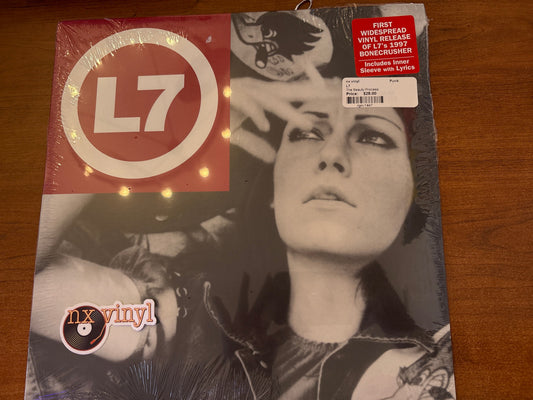 L7
FIRST
WIDESPREAD
VINYL RELEASE
OF L7's 1997
BONECRUSHER
Includes Inner
Sleeve with Lyrics
nx vinyl Punk
L7
The Beauty Process
Price: $28.00
nx vinyl